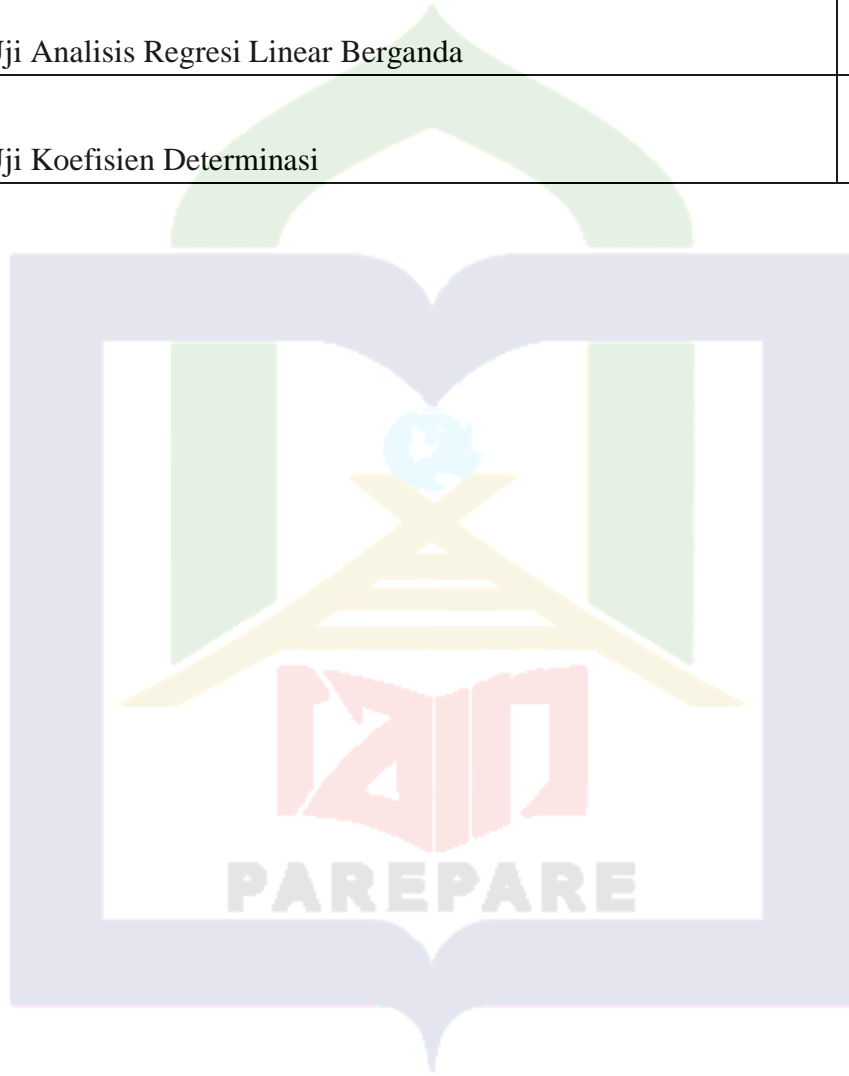 Uji Analisis Regresi Linear Berganda
Uji Koefisien Determinasi
PAREPARE